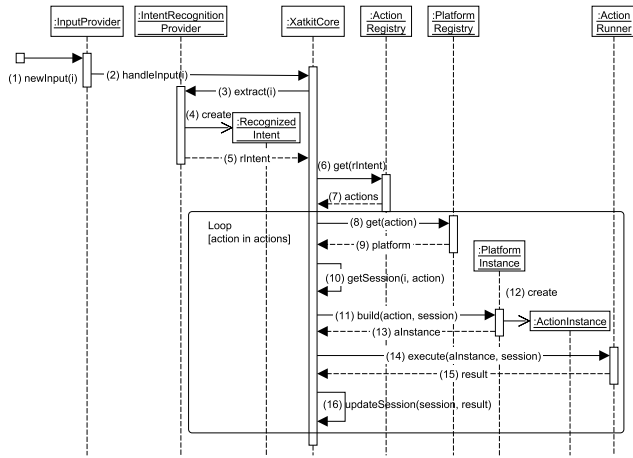 :InputProvider
:IntentRecognition
Provider
:XatkitCore
:Action
Registry
:Platform
Registry
:Action
Runner
(1) newInput(i)
(2) handleInput(i)
(3) extract(i)
(4) create
:Recognized
Intent
(5) rIntent
(6) get(rIntent)
(7) actions
Loop
[action in actions]
(8) get(action)
(9) platform
:Platform
Instance
(10) getSession(i, action)
(12) create
(11) build(action, session)
:ActionInstance
(13) aInstance
(14) execute(aInstance, session)
(15) result
(16) updateSession(session, result)